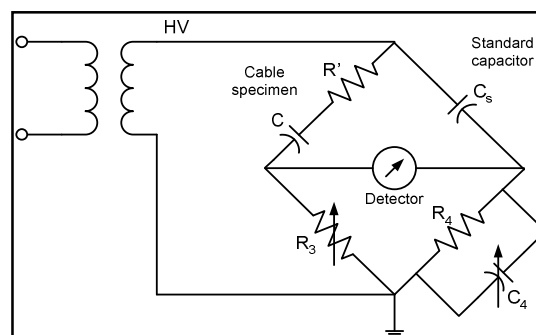 HV
Standard
capacitor
Cable
specimen
R'
C
Cs
Detector
R3
R4
C4